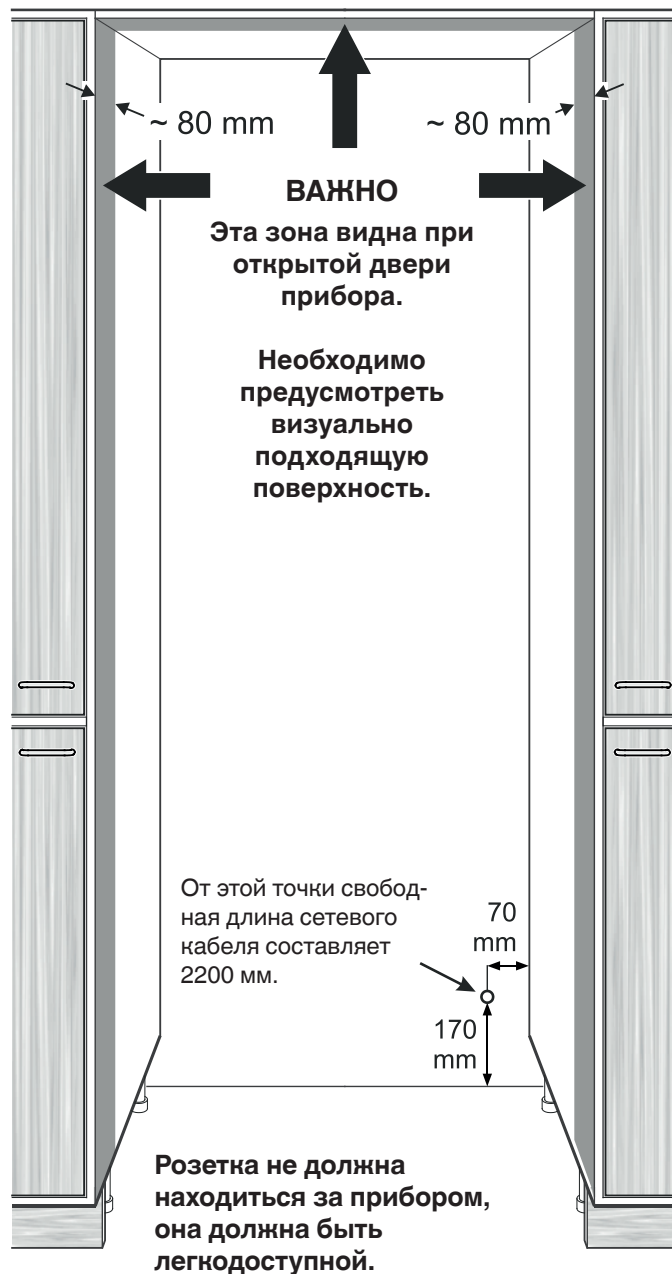 ~ 80 mm
~ 80 mm
ВАЖНО
Эта зона видна при
открытой двери
прибора.
Необходимо
предусмотреть
визуально
подходящую
поверхность.
От этой точки свобод-
ная длина сетевого
кабеля составляет
2200 мм.
70
mm
170
mm
Розетка не должна
находиться за прибором,
она должна быть
легкодоступной.